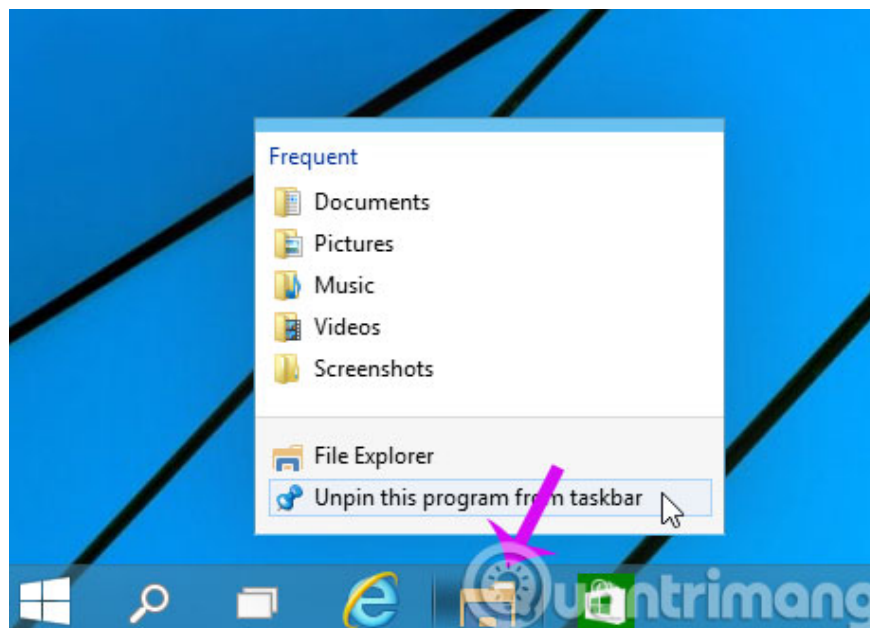 Frequent
Documents
Pictures
Music
Videos
Screenshots
File Explorer
Unpin this program from taskbar
uantrimang